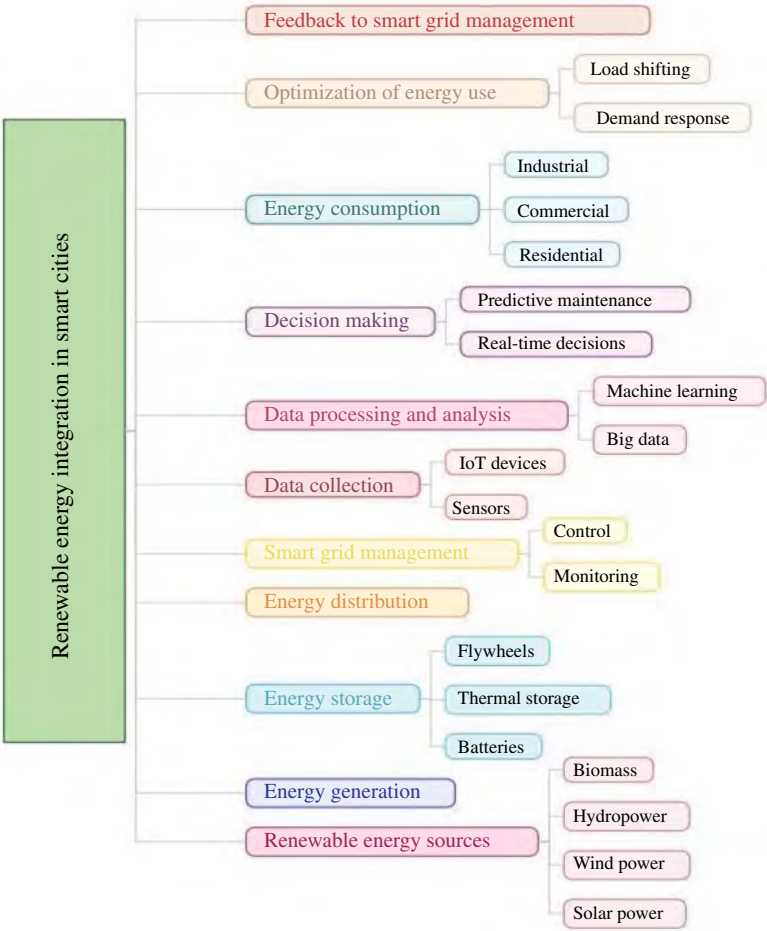 Renewable energy integration in smart cities
Feedback to smart grid management
Optimization of energy use
Load shifting
Demand response
Energy consumption
Industrial
Commercial
Residential
Decision making
Predictive maintenance
Real-time decisions
Data processing and analysis
Machine learning
Big data
Data collection
IoT devices
Sensors
Smart grid management
Control
Monitoring
Energy distribution
Energy storage
Flywheels
Thermal storage
Batteries
Energy generation
Renewable energy sources
Biomass
Hydropower
Wind power
Solar power